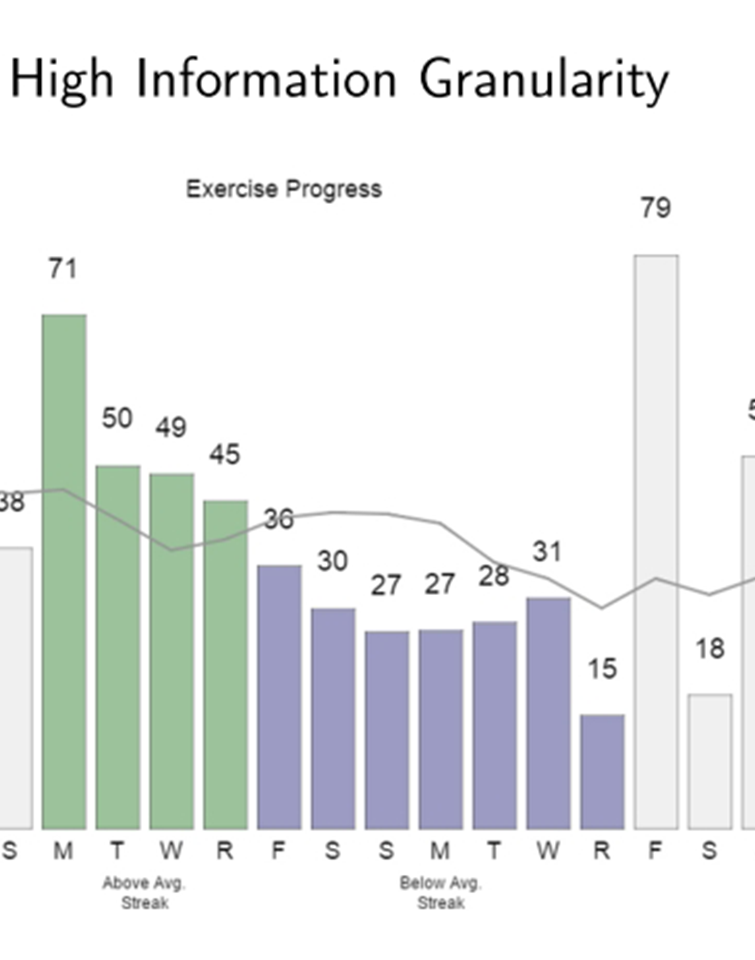 High Information Granularity
Exercise Progress
79
71
50
49
45
38
36
30
27
27
28
31
15
18
S M T W R F S S M T W R F S
Above Avg.
Streak
Below Avg.
Streak